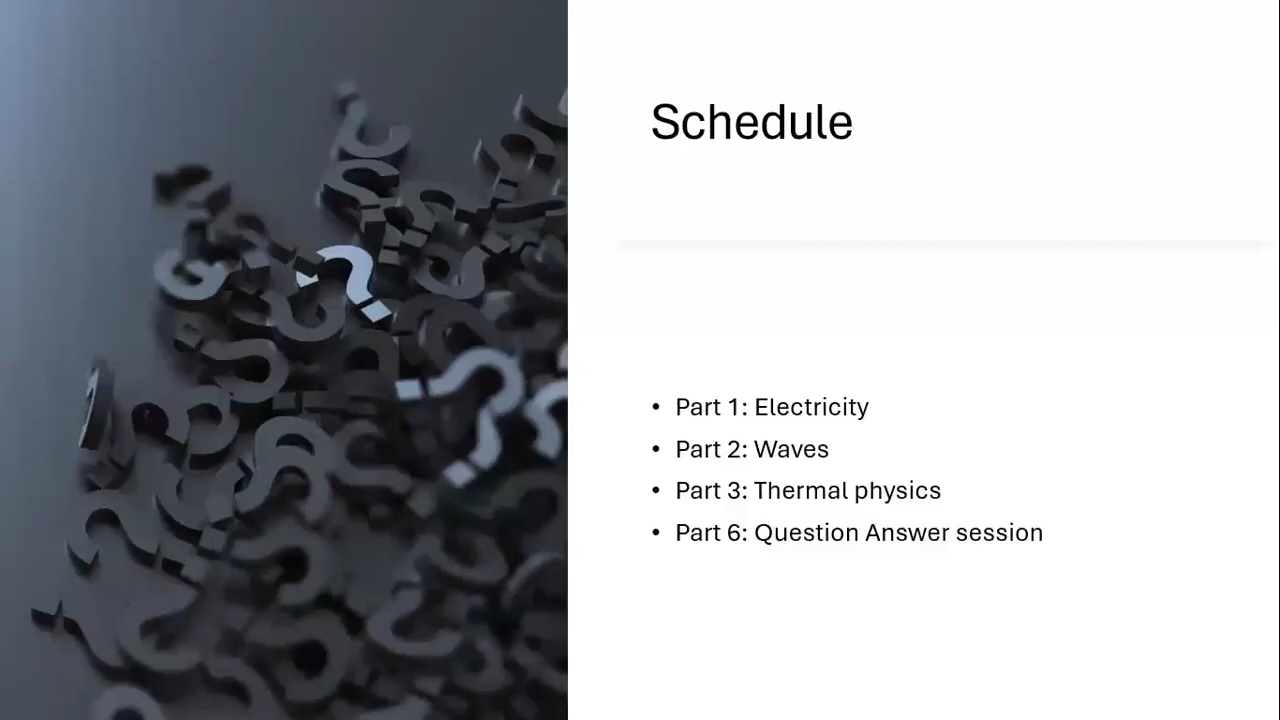 Schedule
• Part 1: Electricity
• Part 2: Waves
• Part 3: Thermal physics
• Part 6: Question Answer session